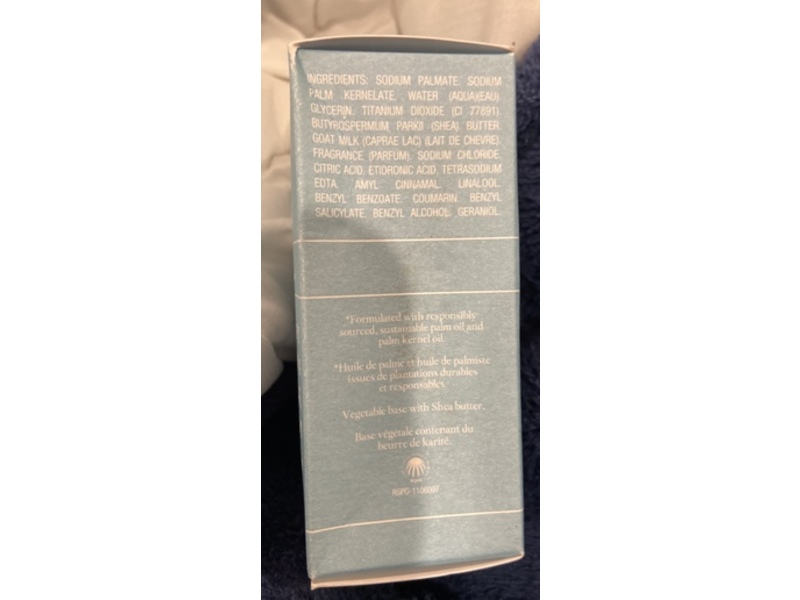 INGREDIENTS: SODIUM PALMATE, SODIUM
PALM KERNELATE, WATER (AQUA/EAU),
GLYCERIN, TITANIUM DIOXIDE (CI 77891),
BUTYROSPERMUM PARKII (SHEA) BUTTER,
GOAT MILK (CAPRAE LAC) (LAIT DE CHEVRE),
FRAGRANCE (PARFUM), SODIUM CHLORIDE,
CITRIC ACID, ETIDRONIC ACID, TETRASODIUM
EDTA, AMYL CINNAMAL, LINALOOL,
BENZYL BENZOATE, COUMARIN, BENZYL
SALICYLATE, BENZYL ALCOHOL, GERANIOL.
*Formulated with responsibly
sourced, sustainable palm oil and
palm kernel oil.
*Huile de palme et huile de palmiste
issues de plantations durables
et responsables.
Vegetable base with Shea butter.
Base végétale contenant du
beurre de karité.
RSPO-1106097